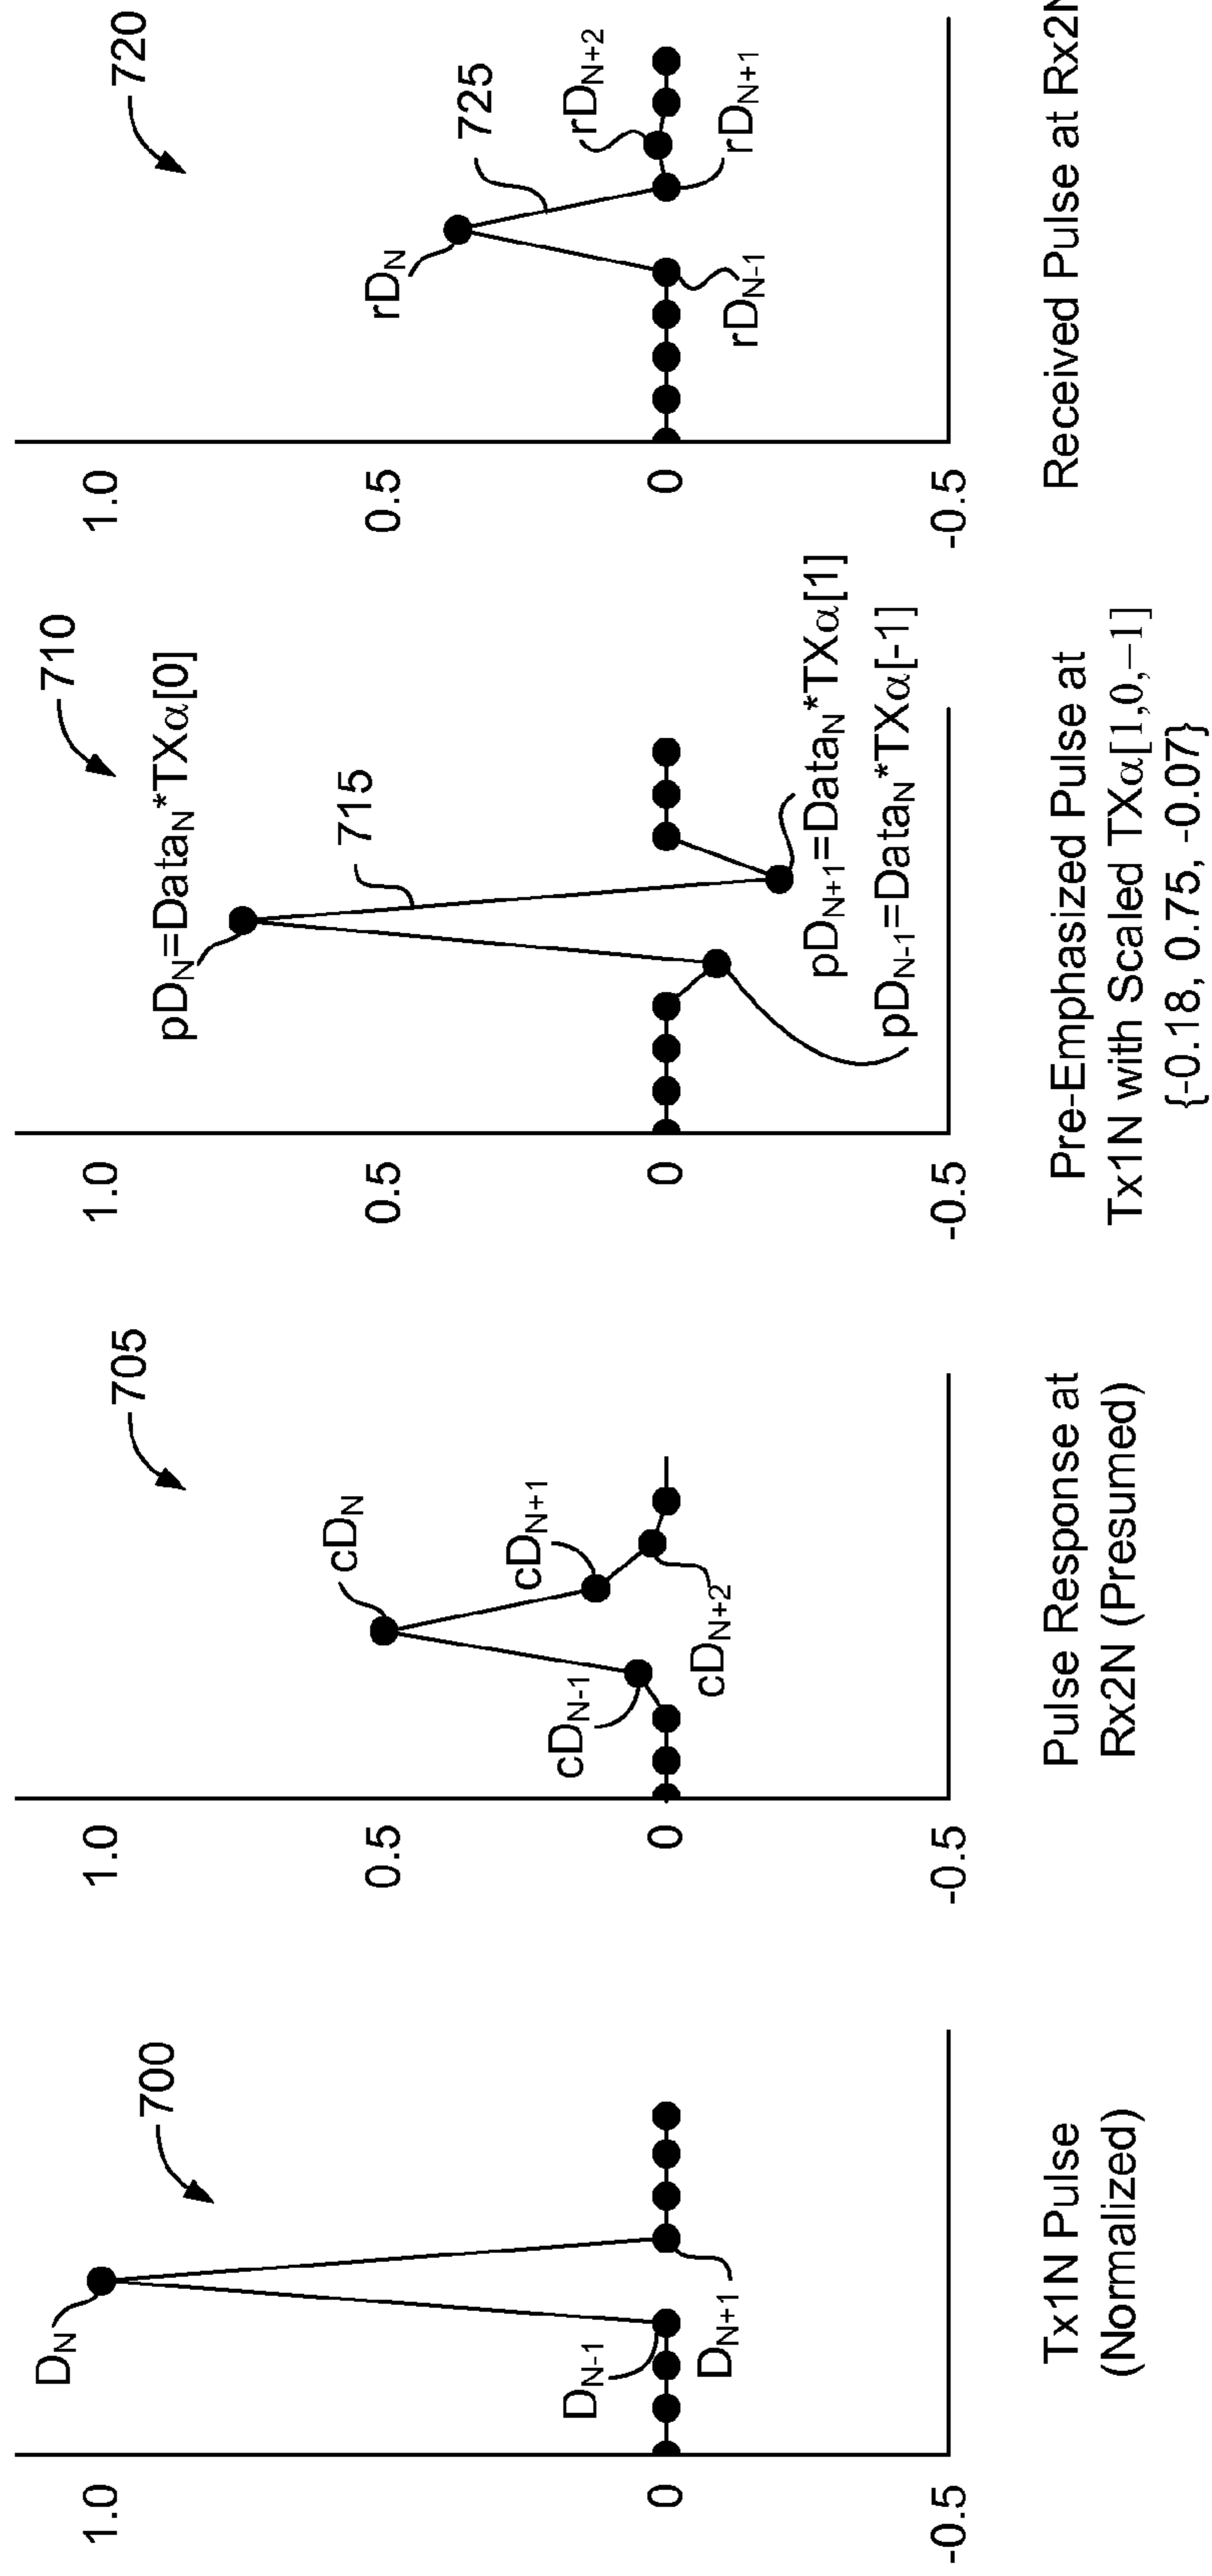 700
1.0
0
-0.5
D_N
D_N-1
D_N+1
Tx1N Pulse
(Normalized)
705
1.0
0.5
0
-0.5
cD_N
cD_N+1
cD_N-1
cD_N+2
Pulse Response at
Rx2N (Presumed)
710
1.0
0.5
0
-0.5
pD_N=Data_N*TXα[0]
715
pD_N+1=Data_N*TXα[1]
pD_N-1=Data_N*TXα[-1]
Pre-Emphasized Pulse at
Tx1N with Scaled TXα[1,0,−1]
{-0.18, 0.75, -0.07}
720
1.0
0.5
0
-0.5
rD_N
725
rD_N+2
rD_N-1
rD_N+1
Received Pulse at Rx2N